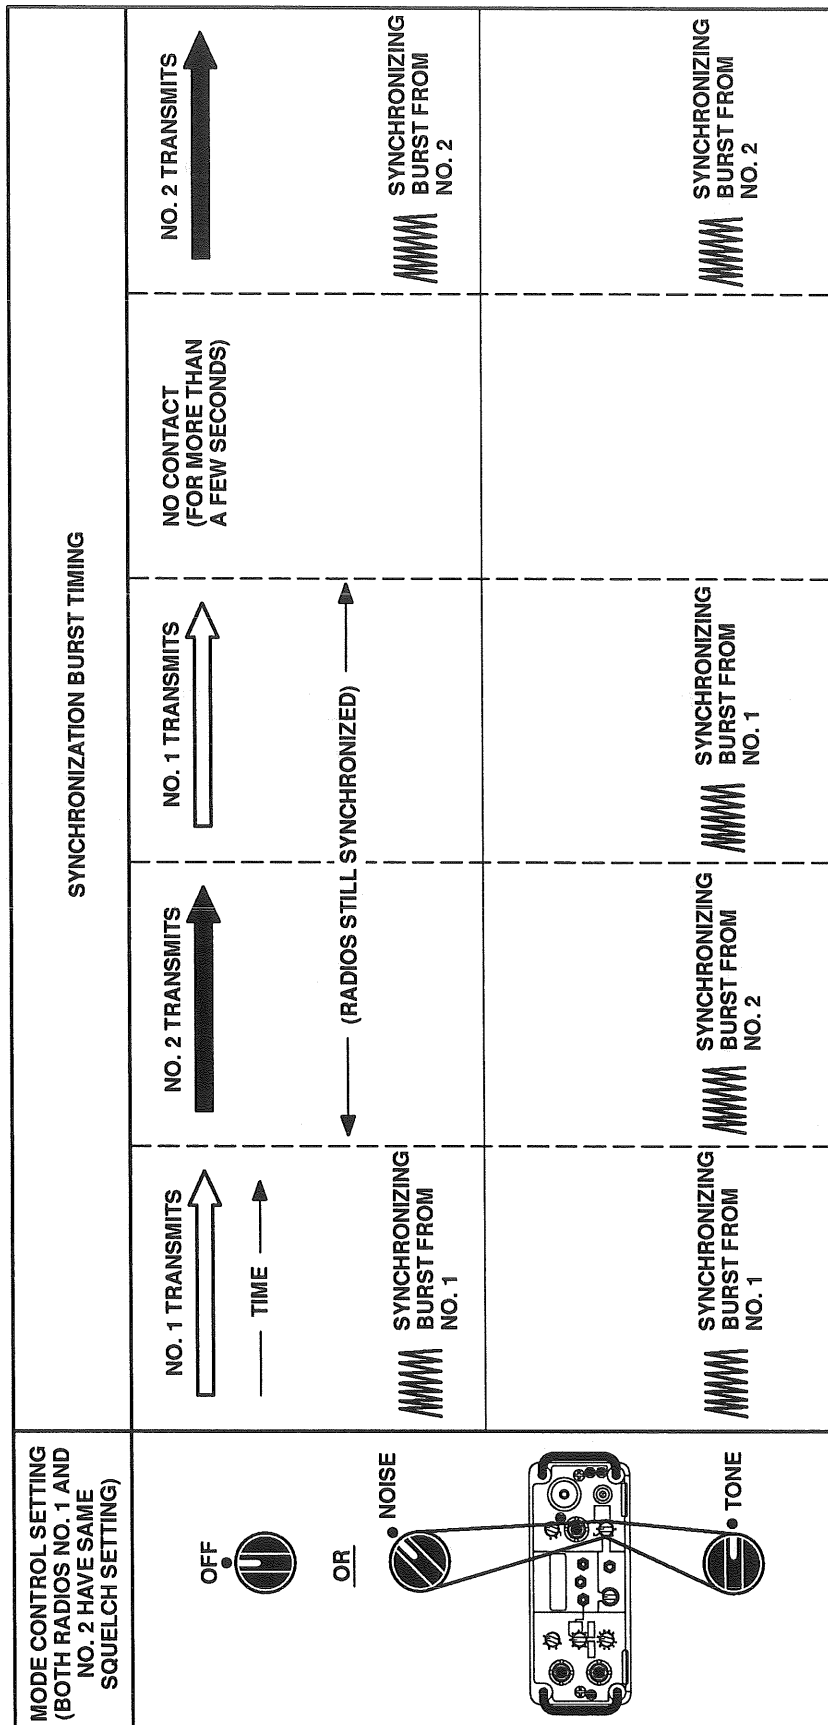 MODE CONTROL SETTING
(BOTH RADIOS NO. 1 AND
NO. 2 HAVE SAME
SQUELCH SETTING)
SYNCHRONIZATION BURST TIMING
OFF
OR
NOISE
NO. 1 TRANSMITS
TIME
SYNCHRONIZING
BURST FROM
NO. 1
NO. 2 TRANSMITS
(RADIOS STILL SYNCHRONIZED)
NO. 1 TRANSMITS
NO CONTACT
(FOR MORE THAN
A FEW SECONDS)
NO. 2 TRANSMITS
SYNCHRONIZING
BURST FROM
NO. 2
TONE
SYNCHRONIZING
BURST FROM
NO. 1
SYNCHRONIZING
BURST FROM
NO. 2
SYNCHRONIZING
BURST FROM
NO. 1
SYNCHRONIZING
BURST FROM
NO. 2